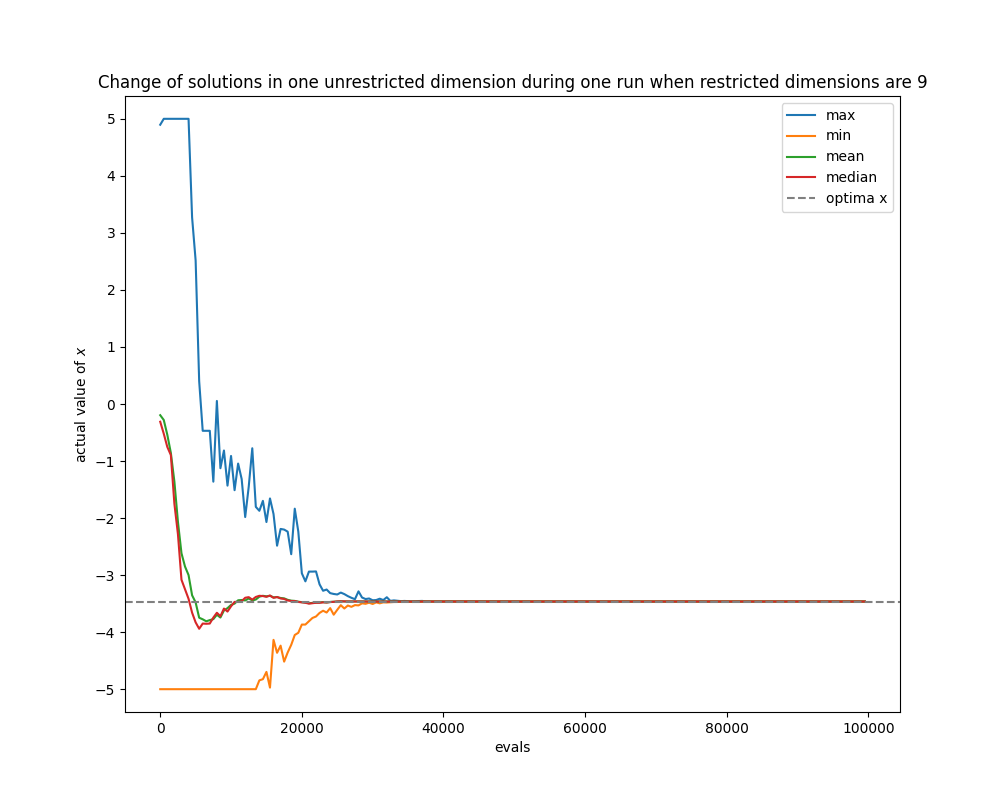 Change of solutions in one unrestricted dimension during one run when restricted dimensions are 9
max
min
mean
median
optima x
5
4
3
2
1
0
−1
−2
−3
−4
−5
actual value of x
0 20000 40000 60000 80000 100000
evals